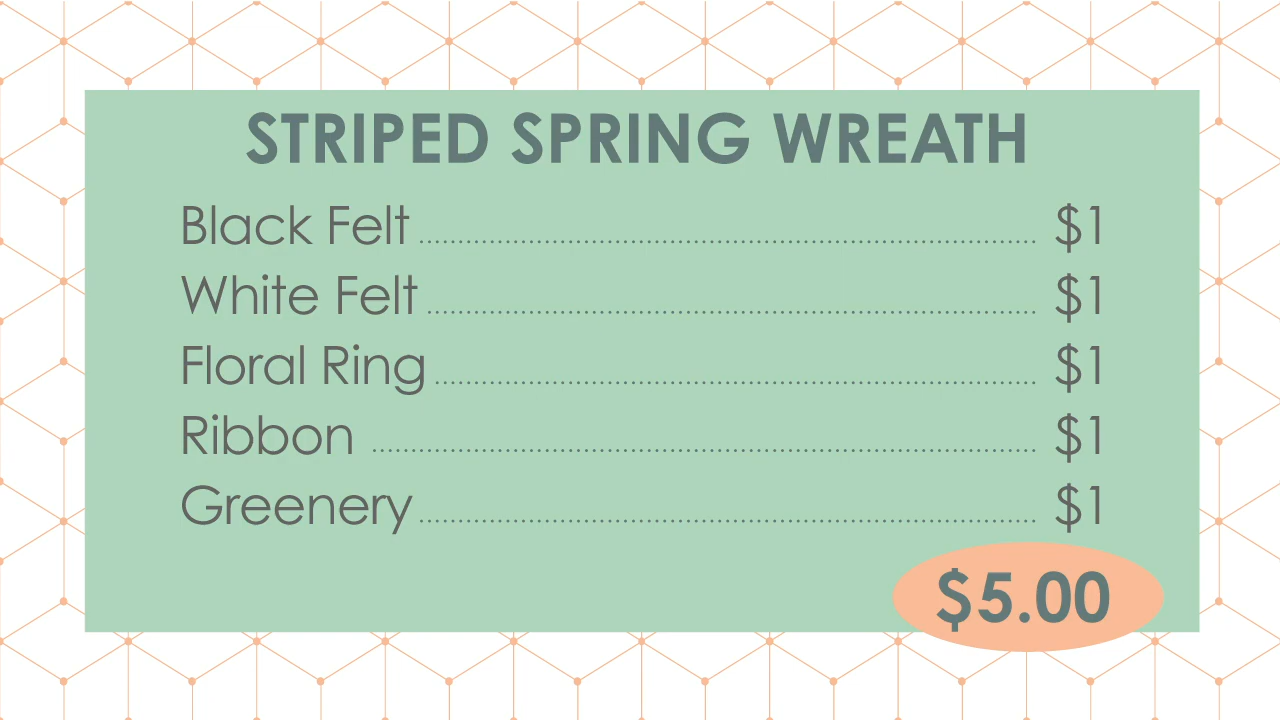 STRIPED SPRING WREATH
Black Felt ........................................ $1
White Felt ........................................ $1
Floral Ring ........................................ $1
Ribbon ........................................ $1
Greenery ........................................ $1
$5.00